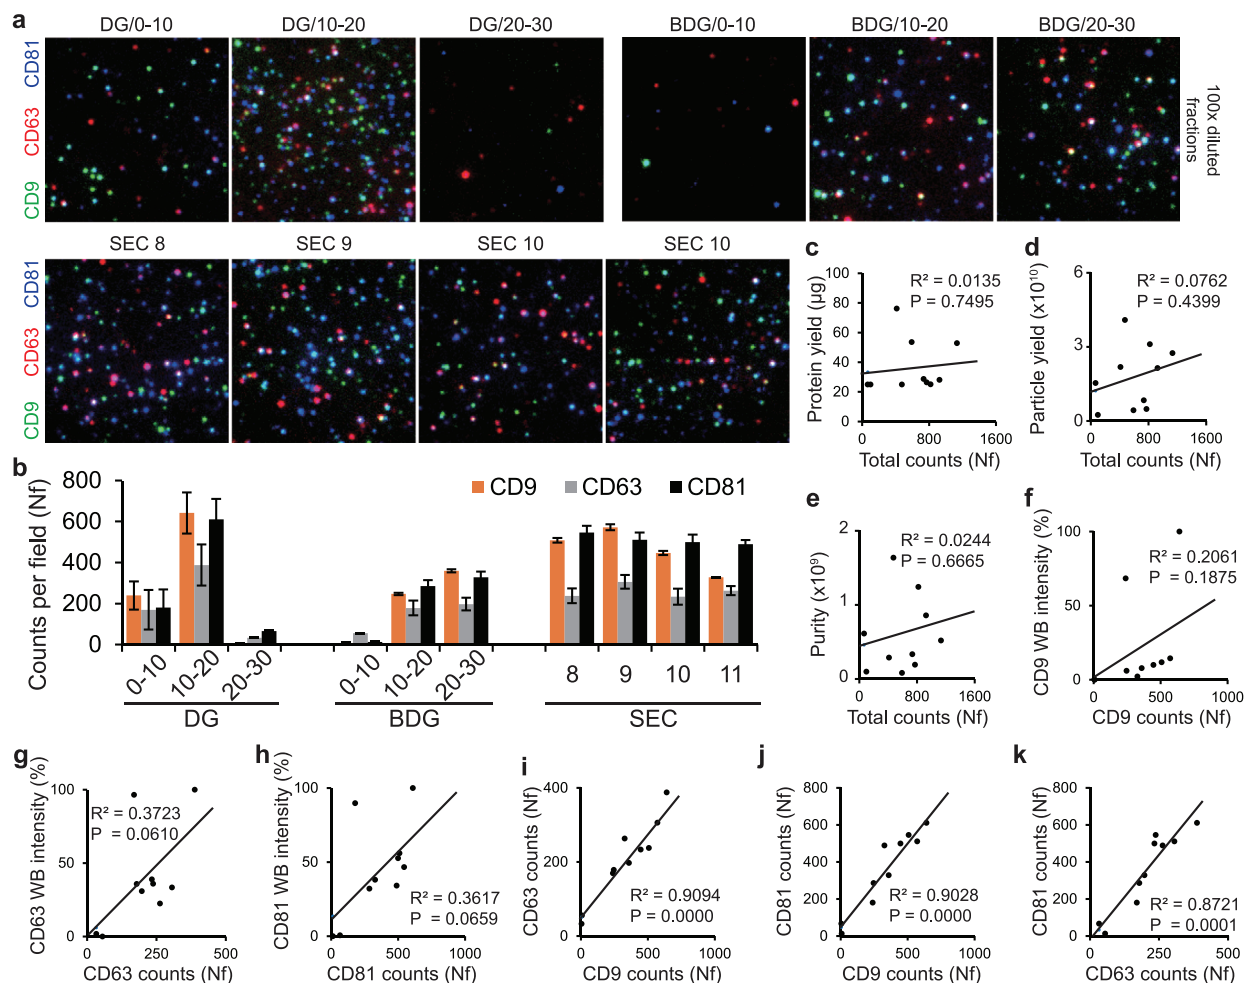 a
DG/0-10
DG/10-20
DG/20-30
BDG/0-10
BDG/10-20
BDG/20-30
CD9 CD63 CD81
100x diluted
fractions
SEC 8
SEC 9
SEC 10
SEC 10
CD9 CD63 CD81
b
Counts per field (Nf)
800
600
400
200
0
CD9
CD63
CD81
0-10
10-20
20-30
0-10
10-20
20-30
8
9
10
11
DG
BDG
SEC
c
Protein yield (µg)
100
80
60
40
20
0
R² = 0.0135
P = 0.7495
0
800
1600
Total counts (Nf)
d
Particle yield (x10¹⁰)
6
3
0
R² = 0.0762
P = 0.4399
0
800
1600
Total counts (Nf)
e
Purity (x10⁹)
2
1
0
R² = 0.0244
P = 0.6665
0
800
1600
Total counts (Nf)
f
CD9 WB intensity (%)
100
50
0
R² = 0.2061
P = 0.1875
0
500
1000
CD9 counts (Nf)
g
CD63 WB intensity (%)
100
50
0
R² = 0.3723
P = 0.0610
0
250
500
CD63 counts (Nf)
h
CD81 WB intensity (%)
100
50
0
R² = 0.3617
P = 0.0659
0
500
1000
CD81 counts (Nf)
i
CD63 counts (Nf)
400
200
0
R² = 0.9094
P = 0.0000
0
500
1000
CD9 counts (Nf)
j
CD81 counts (Nf)
800
600
400
200
0
R² = 0.9028
P = 0.0000
0
500
1000
CD9 counts (Nf)
k
CD81 counts (Nf)
800
600
400
200
0
R² = 0.8721
P = 0.0001
0
250
500
CD63 counts (Nf)